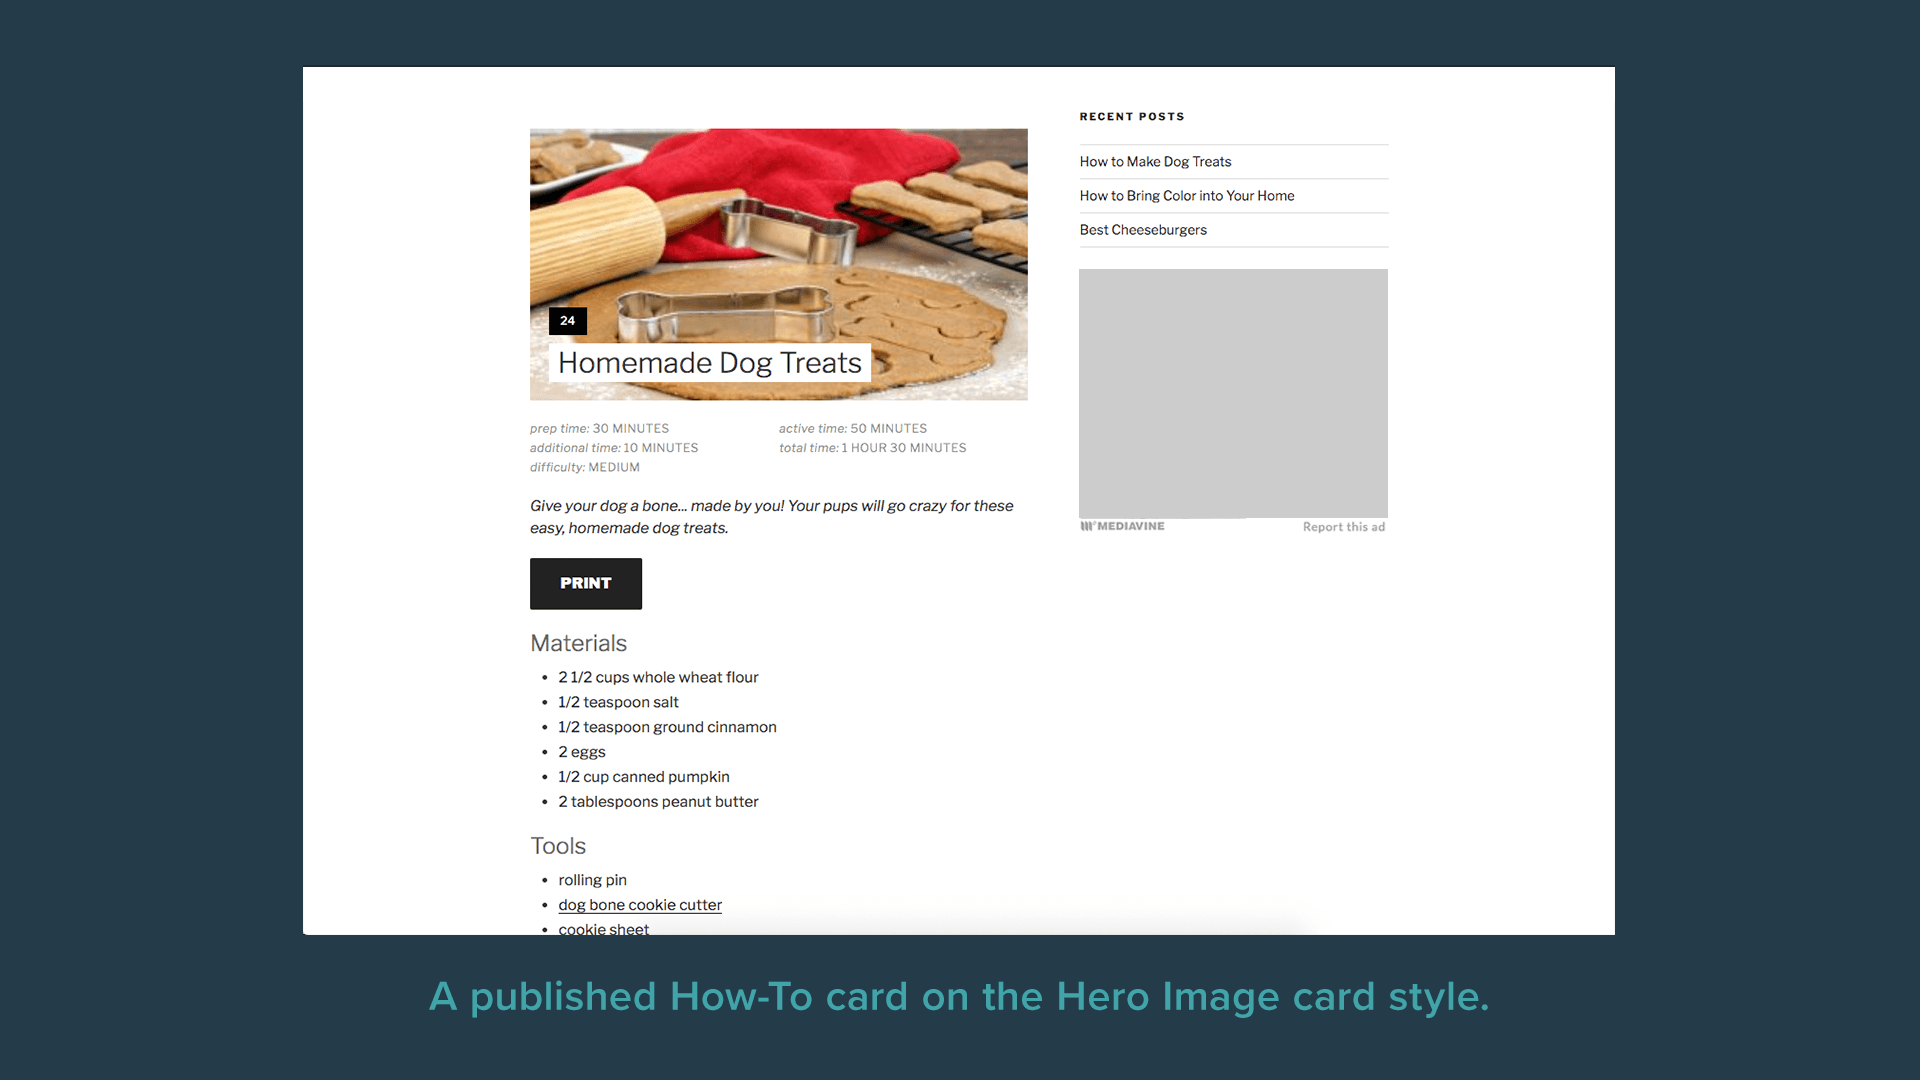 24
Homemade Dog Treats
prep time: 30 MINUTES
active time: 50 MINUTES
additional time: 10 MINUTES
total time: 1 HOUR 30 MINUTES
difficulty: MEDIUM
Give your dog a bone... made by you! Your pups will go crazy for these
easy, homemade dog treats.
PRINT
Materials
• 2 1/2 cups whole wheat flour
• 1/2 teaspoon salt
• 1/2 teaspoon ground cinnamon
• 2 eggs
• 1/2 cup canned pumpkin
• 2 tablespoons peanut butter
Tools
• rolling pin
• dog bone cookie cutter
• cookie sheet
RECENT POSTS
How to Make Dog Treats
How to Bring Color into Your Home
Best Cheeseburgers
MEDIAVINE
Report this ad
A published How-To card on the Hero Image card style.